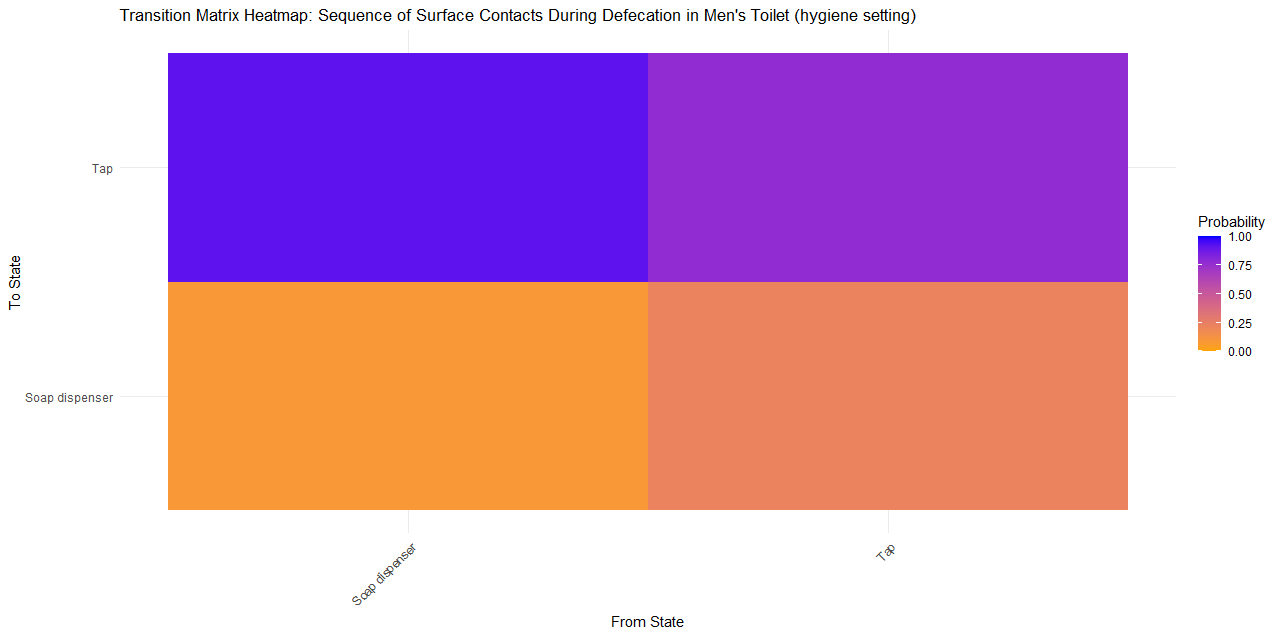 Transition Matrix Heatmap: Sequence of Surface Contacts During Defecation in Men's Toilet (hygiene setting)
To State
Tap
Soap dispenser
Soap dispenser
Tap
From State
Probability
1.00
0.75
0.50
0.25
0.00